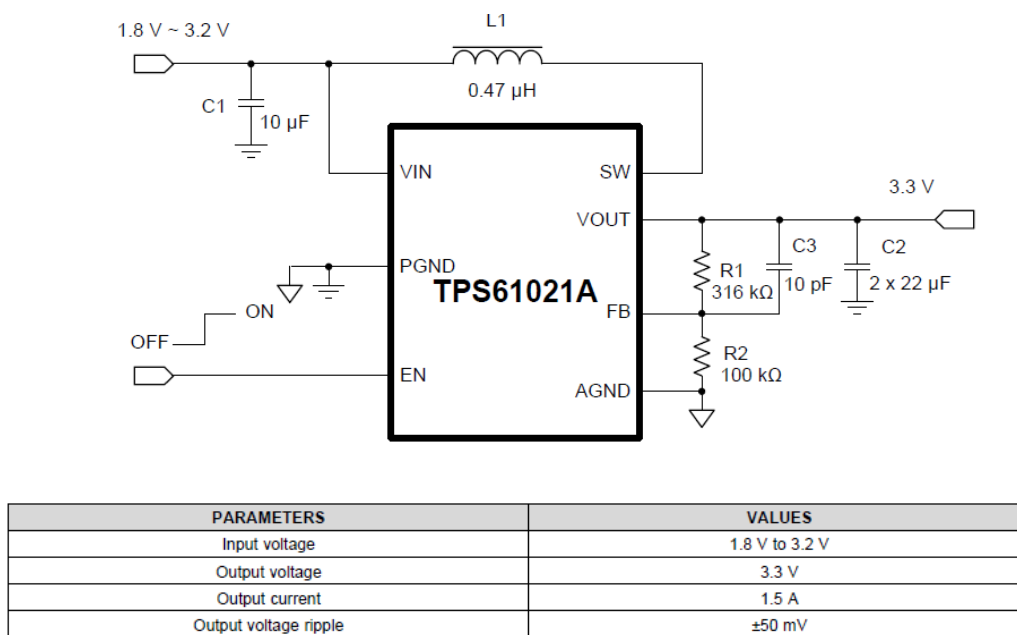 L1
1.8 V ~ 3.2 V
0.47 µH
C1
10 µF
VIN
SW
3.3 V
VOUT
C3
C2
R1
10 pF
2 x 22 µF
316 kΩ
PGND
TPS61021A
ON
FB
OFF
R2
100 kΩ
EN
AGND
PARAMETERS VALUES
Input voltage 1.8 V to 3.2 V
Output voltage 3.3 V
Output current 1.5 A
Output voltage ripple ±50 mV